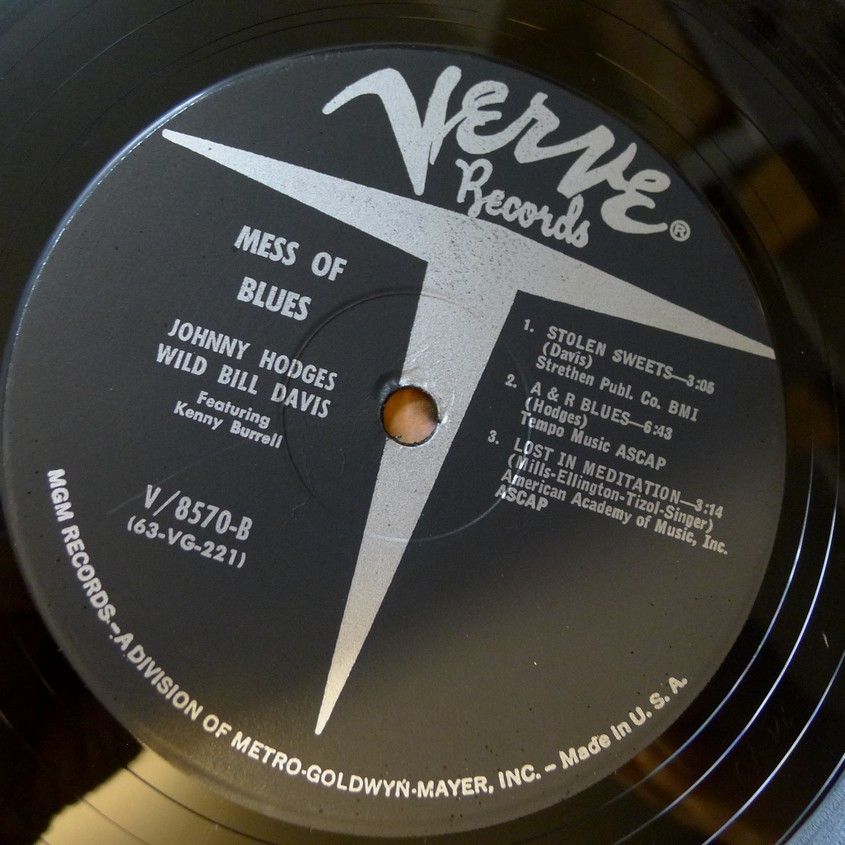 Verve®
Records
MESS OF
BLUES
JOHNNY HODGES
WILD BILL DAVIS
Featuring
Kenny Burrell
V/8570-B
(63-VG-221)
1. STOLEN SWEETS—3:05
(Davis)
Strethen Publ. Co. BMI
2. A & R BLUES—6:43
(Hodges)
Tempo Music ASCAP
3. LOST IN MEDITATION—3:14
(Mills-Ellington-Tizol-Singer)
American Academy of Music, Inc.
ASCAP
MGM RECORDS.–A DIVISION OF METRO-GOLDWYN-MAYER, INC. – Made in U. S. A.